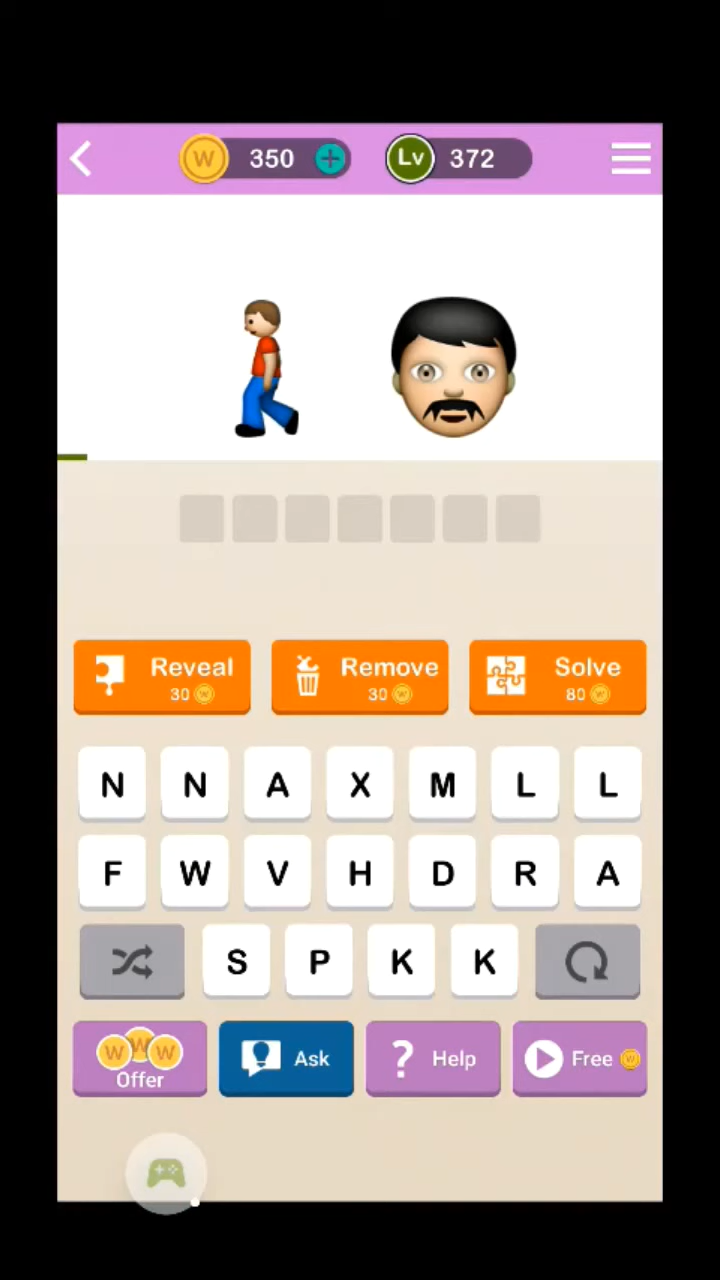 W 350 + Lv 372
Reveal Remove Solve
30 W 30 W 80 W
N N A X M L L
F W V H D R A
S P K K
W W W Offer Ask ? Help Free W